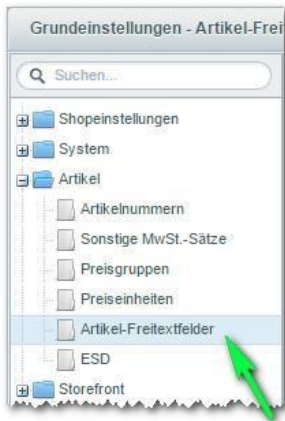 Grundeinstellungen - Artikel-Frei
Suchen...
Shopeinstellungen
System
Artikel
Artikelnummern
Sonstige MwSt.-Sätze
Preisgruppen
Preiseinheiten
Artikel-Freitextfelder
ESD
Storefront